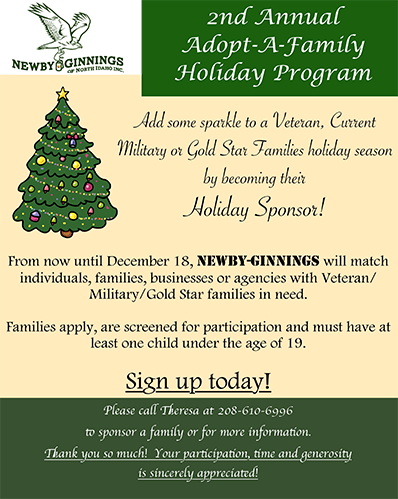 NEWBY-GINNINGS
OF NORTH IDAHO INC.
2nd Annual
Adopt-A-Family
Holiday Program
Add some sparkle to a Veteran, Current
Military or Gold Star Families holiday season
by becoming their
Holiday Sponsor!
From now until December 18, NEWBY-GINNINGS will match
individuals, families, businesses or agencies with Veteran/
Military/Gold Star families in need.
Families apply, are screened for participation and must have at
least one child under the age of 19.
Sign up today!
Please call Theresa at 208-610-6996
to sponsor a family or for more information.
Thank you so much! Your participation, time and generosity
is sincerely appreciated!